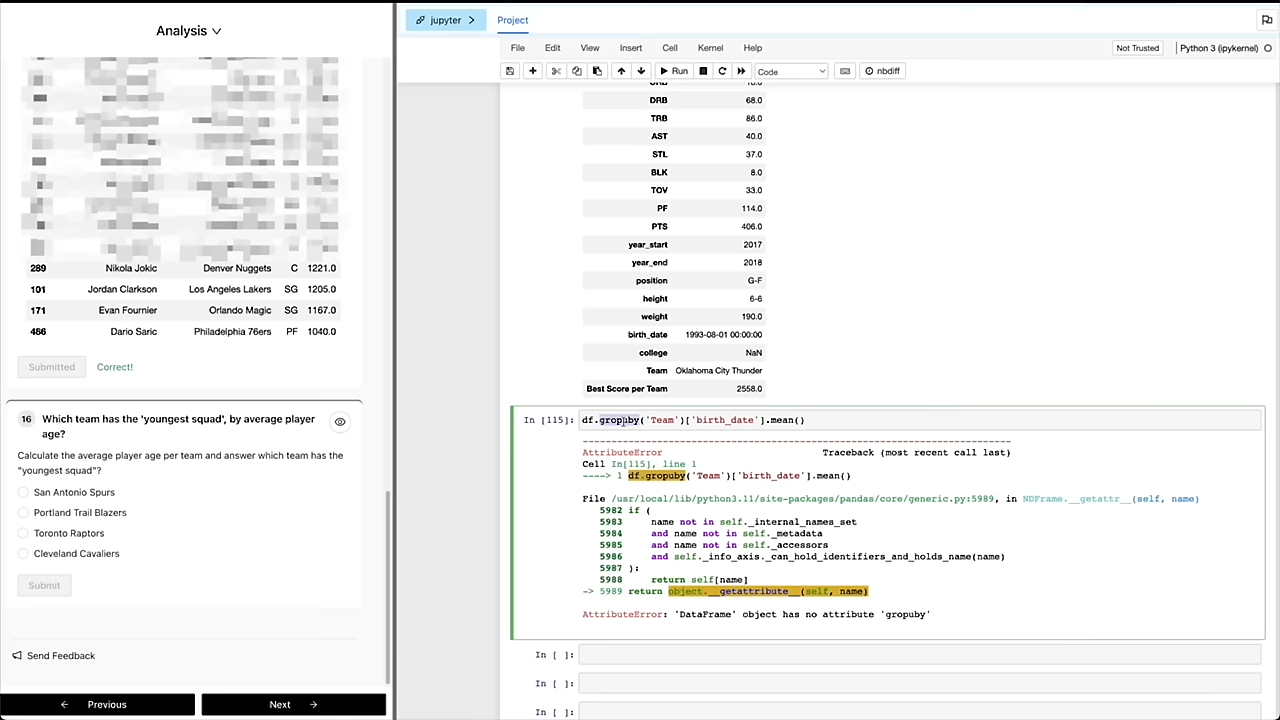 Analysis
289 Nikola Jokic Denver Nuggets C 1221.0
101 Jordan Clarkson Los Angeles Lakers SG 1205.0
171 Evan Fournier Orlando Magic SG 1167.0
486 Dario Saric Philadelphia 76ers PF 1040.0
Submitted Correct!
16 Which team has the 'youngest squad', by average player
age?
Calculate the average player age per team and answer which team has the
"youngest squad"?
San Antonio Spurs
Portland Trail Blazers
Toronto Raptors
Cleveland Cavaliers
Submit
Send Feedback
Previous
Next
jupyter Project
File Edit View Insert Cell Kernel Help
Not Trusted Python 3 (ipykernel)
Run Code nbdiff
DRB 68.0
TRB 86.0
AST 40.0
STL 37.0
BLK 8.0
TOV 33.0
PF 114.0
PTS 406.0
year_start 2017
year_end 2018
position G-F
height 6-6
weight 190.0
birth_date 1993-08-01 00:00:00
college NaN
Team Oklahoma City Thunder
Best Score per Team 2558.0
In [115]: df.gropuby('Team')['birth_date'].mean()
---------------------------------------------------------------------------
AttributeError Traceback (most recent call last)
Cell In[115], line 1
----> 1 df.gropuby('Team')['birth_date'].mean()
File /usr/local/lib/python3.11/site-packages/pandas/core/generic.py:5989, in NDFrame.__getattr__(self, name)
5982 if (
5983 name not in self._internal_names_set
5984 and name not in self._metadata
5985 and name not in self._accessors
5986 and self._info_axis._can_hold_identifiers_and_holds_name(name)
5987 ):
5988 return self[name]
-> 5989 return object.__getattribute__(self, name)
AttributeError: 'DataFrame' object has no attribute 'gropuby'
In [ ]:
In [ ]:
In [ ]: